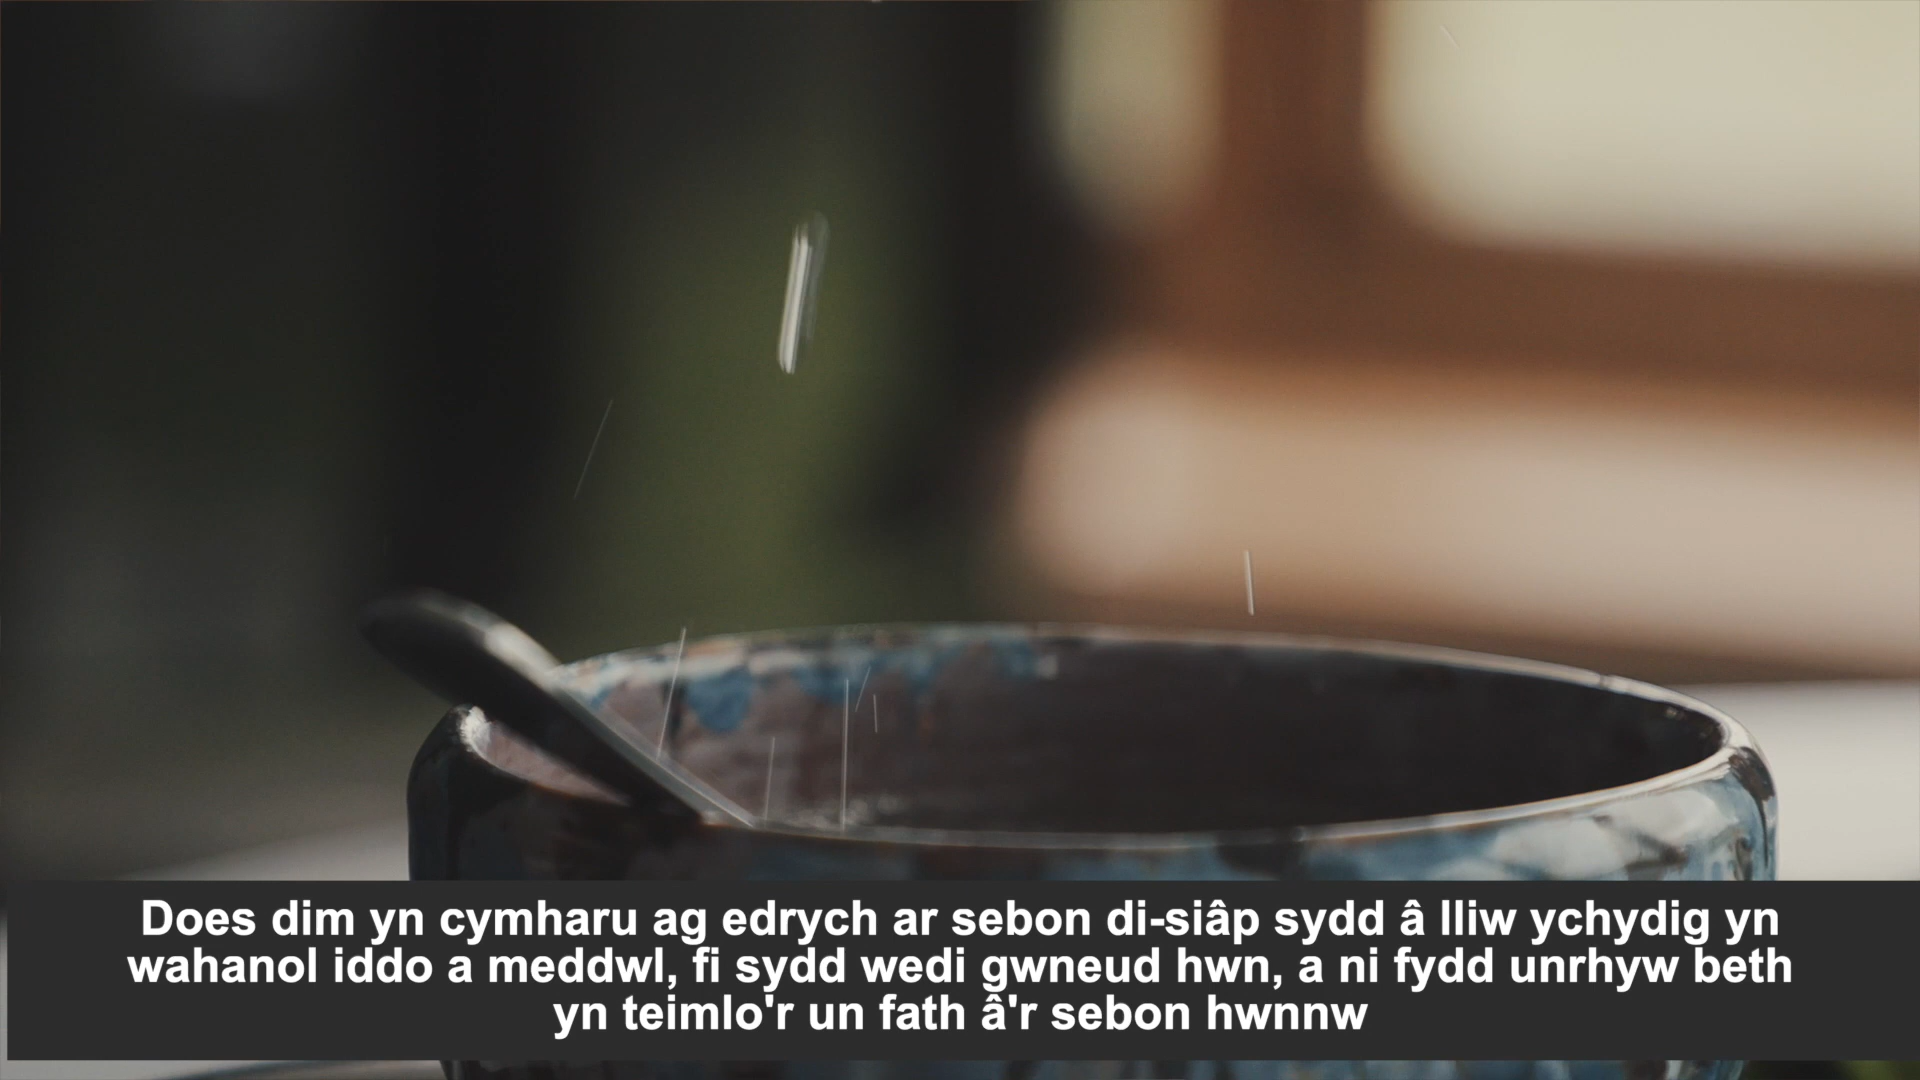 Does dim yn cymharu ag edrych ar sebon di-siâp sydd â lliw ychydig yn
wahanol iddo a meddwl, fi sydd wedi gwneud hwn, a ni fydd unrhyw beth
yn teimlo'r un fath â'r sebon hwnnw